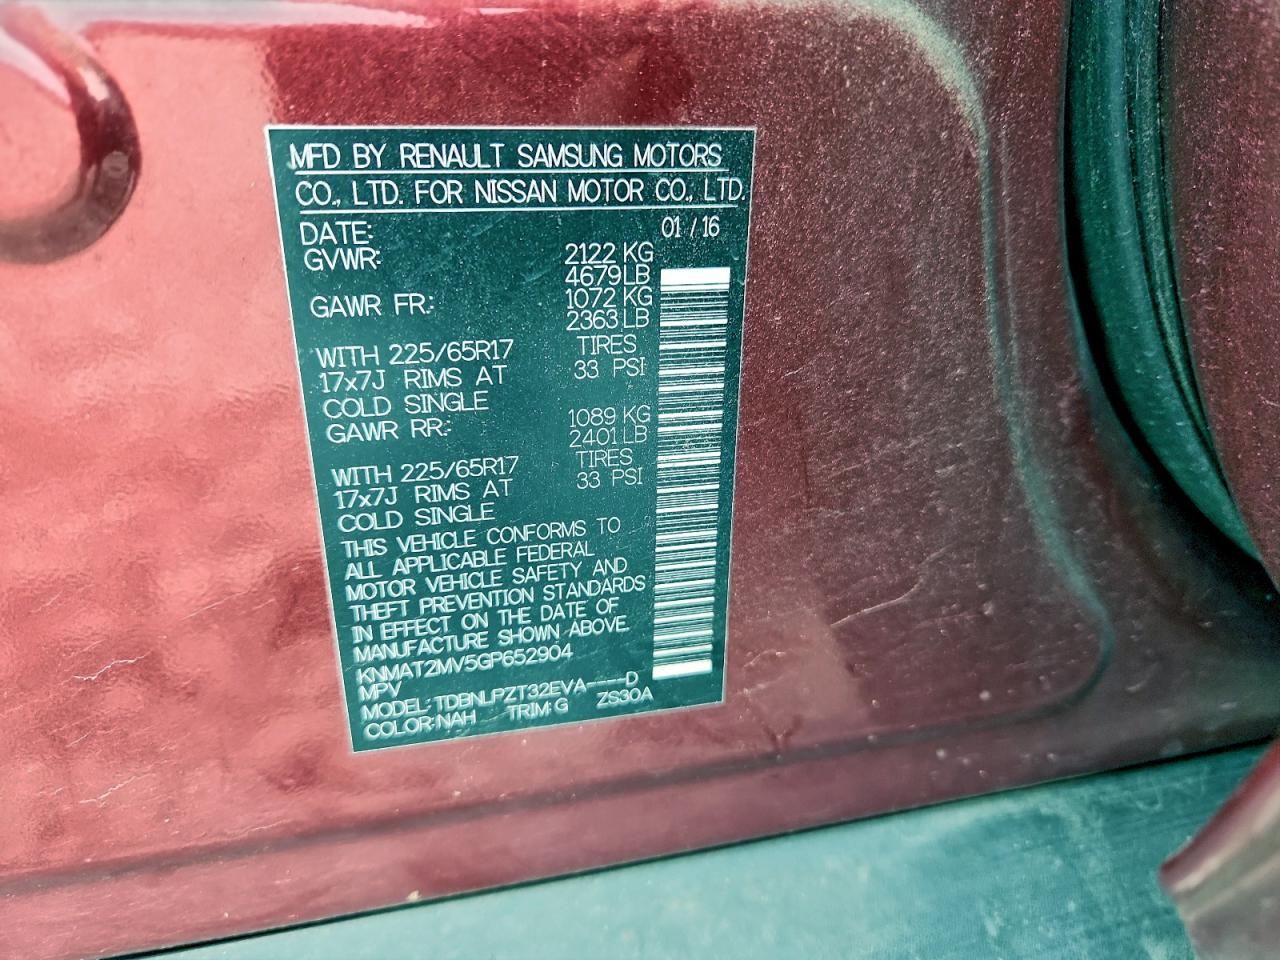 MFD BY RENAULT SAMSUNG MOTORS
CO., LTD. FOR NISSAN MOTOR CO., LTD.
DATE: 01 / 16
GVWR: 2122 KG
4679 LB
GAWR FR: 1072 KG
2363 LB
WITH 225/65R17 TIRES
17x7J RIMS AT 33 PSI
COLD SINGLE
GAWR RR: 1089 KG
2401 LB
WITH 225/65R17 TIRES
17x7J RIMS AT 33 PSI
COLD SINGLE
THIS VEHICLE CONFORMS TO
ALL APPLICABLE FEDERAL
MOTOR VEHICLE SAFETY AND
THEFT PREVENTION STANDARDS
IN EFFECT ON THE DATE OF
MANUFACTURE SHOWN ABOVE.
KNMAT2MV5GP652904
MPV
MODEL: TDBNLPZT32EVA----D
COLOR: NAH TRIM: G ZS30A